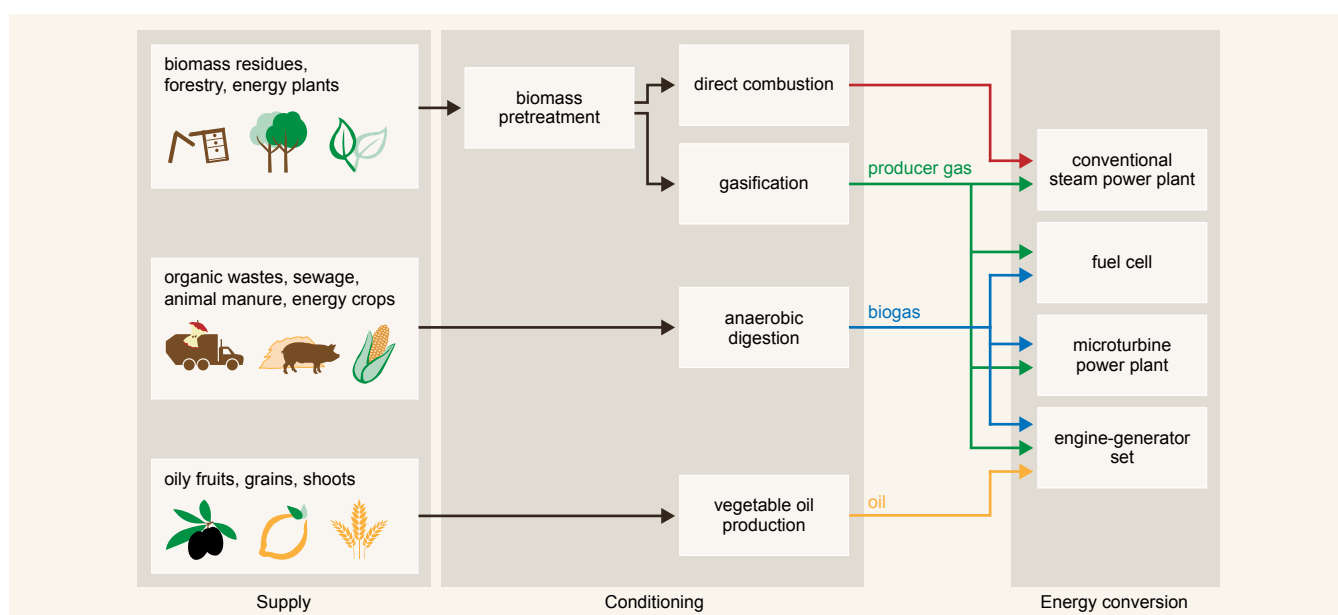 biomass residues,
forestry, energy plants
biomass
pretreatment
direct combustion
gasification
producer gas
conventional
steam power plant
fuel cell
organic wastes, sewage,
animal manure, energy crops
anaerobic
digestion
biogas
microturbine
power plant
engine-generator
set
oily fruits, grains, shoots
vegetable oil
production
oil
Supply
Conditioning
Energy conversion